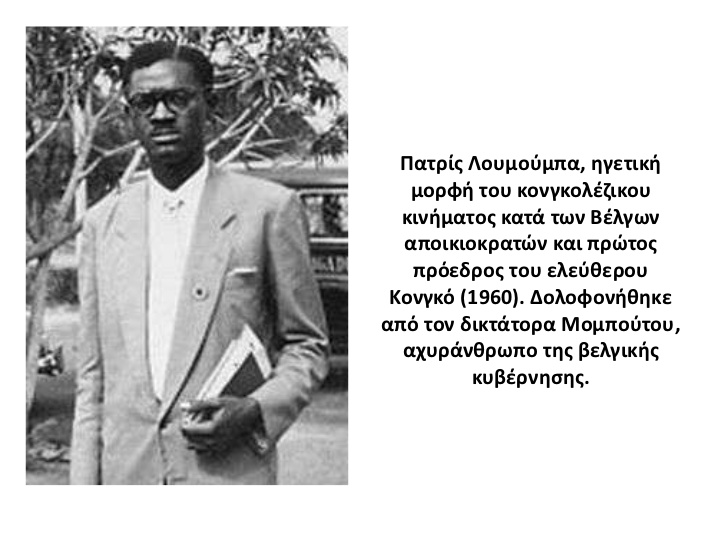 Πατρίς Λουμούμπα, ηγετική
μορφή του κονγκολέζικου
κινήματος κατά των Βέλγων
αποικιοκρατών και πρώτος
πρόεδρος του ελεύθερου
Κονγκό (1960). Δολοφονήθηκε
από τον δικτάτορα Μομπούτου,
αχυράνθρωπο της βελγικής
κυβέρνησης.